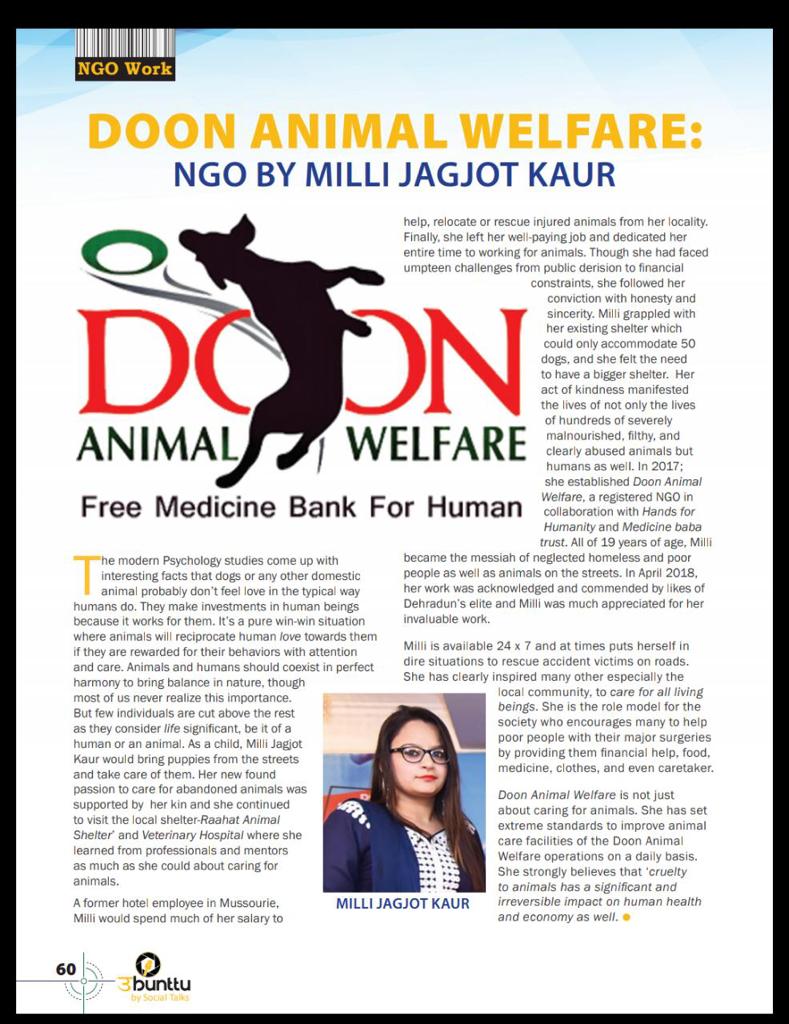 NGO Work
DOON ANIMAL WELFARE:
NGO BY MILLI JAGJOT KAUR
DOON
ANIMAL WELFARE
Free Medicine Bank For Human
The modern Psychology studies come up with
interesting facts that dogs or any other domestic
animal probably don't feel love in the typical way
humans do. They make investments in human beings
because it works for them. It's a pure win-win situation
where animals will reciprocate human love towards them
if they are rewarded for their behaviors with attention
and care. Animals and humans should coexist in perfect
harmony to bring balance in nature, though
most of us never realize this importance.
But few individuals are cut above the rest
as they consider life significant, be it of a
human or an animal. As a child, Milli Jagjot
Kaur would bring puppies from the streets
and take care of them. Her new found
passion to care for abandoned animals was
supported by her kin and she continued
to visit the local shelter-Raahat Animal
Shelter' and Veterinary Hospital where she
learned from professionals and mentors
as much as she could about caring for
animals.
A former hotel employee in Mussourie,
Milli would spend much of her salary to
help, relocate or rescue injured animals from her locality.
Finally, she left her well-paying job and dedicated her
entire time to working for animals. Though she had faced
umpteen challenges from public derision to financial
constraints, she followed her
conviction with honesty and
sincerity. Milli grappled with
her existing shelter which
could only accommodate 50
dogs, and she felt the need
to have a bigger shelter. Her
act of kindness manifested
the lives of not only the lives
of hundreds of severely
malnourished, filthy, and
clearly abused animals but
humans as well. In 2017;
she established Doon Animal
Welfare, a registered NGO in
collaboration with Hands for
Humanity and Medicine baba
trust. All of 19 years of age, Milli
became the messiah of neglected homeless and poor
people as well as animals on the streets. In April 2018,
her work was acknowledged and commended by likes of
Dehradun's elite and Milli was much appreciated for her
invaluable work.
Milli is available 24 x 7 and at times puts herself in
dire situations to rescue accident victims on roads.
She has clearly inspired many other especially the
local community, to care for all living
beings. She is the role model for the
society who encourages many to help
poor people with their major surgeries
by providing them financial help, food,
medicine, clothes, and even caretaker.
Doon Animal Welfare is not just
about caring for animals. She has set
extreme standards to improve animal
care facilities of the Doon Animal
Welfare operations on a daily basis.
She strongly believes that 'cruelty
to animals has a significant and
irreversible impact on human health
and economy as well.
MILLI JAGJOT KAUR
60
उbunttu
by Social Talks